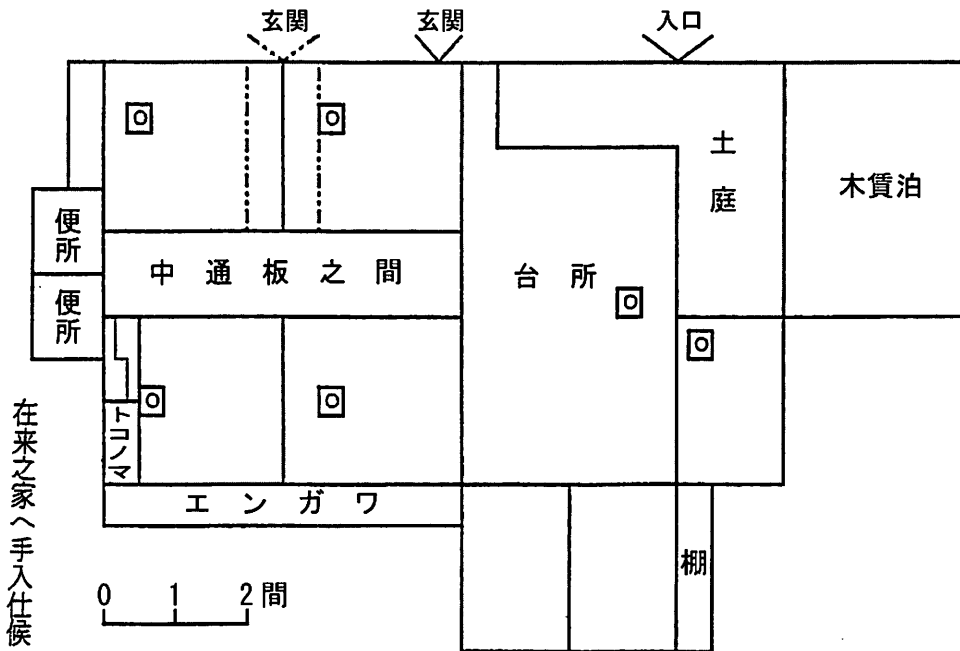 玄関
玄関
入口
土庭
木賃泊
便所
中通板之間
台所
便所
トコノマ
エンガワ
棚
在来之家へ手入仕候
0 1 2間